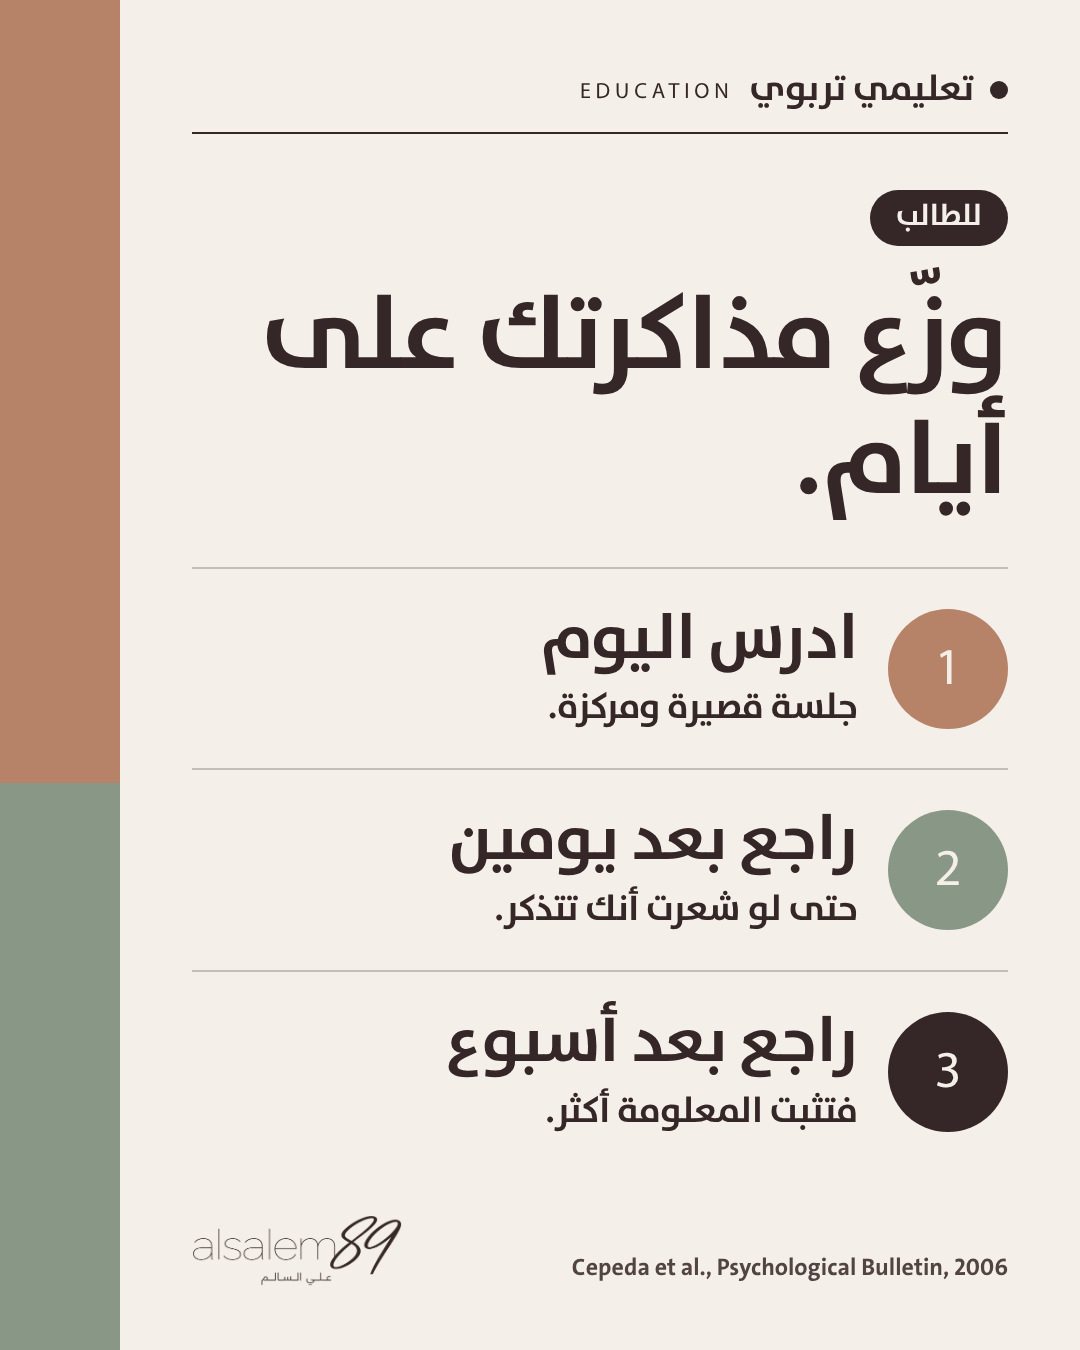 تعليمي تربوي EDUCATION
للطالب
وزّع مذاكرتك على
أيام.
1
ادرس اليوم
جلسة قصيرة ومركزة.
2
راجع بعد يومين
حتى لو شعرت أنك تتذكر.
3
راجع بعد أسبوع
فتثبت المعلومة أكثر.
Cepeda et al., Psychological Bulletin, 2006
alsalem89
علي السالم